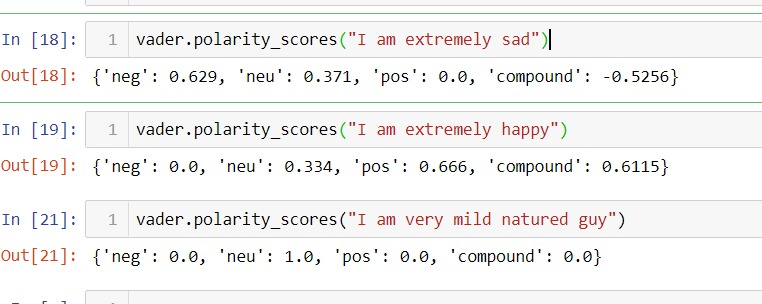 In [18]: 1 vader.polarity_scores("I am extremely sad")
Out[18]: {'neg': 0.629, 'neu': 0.371, 'pos': 0.0, 'compound': -0.5256}
In [19]: 1 vader.polarity_scores("I am extremely happy")
Out[19]: {'neg': 0.0, 'neu': 0.334, 'pos': 0.666, 'compound': 0.6115}
In [21]: 1 vader.polarity_scores("I am very mild natured guy")
Out[21]: {'neg': 0.0, 'neu': 1.0, 'pos': 0.0, 'compound': 0.0}